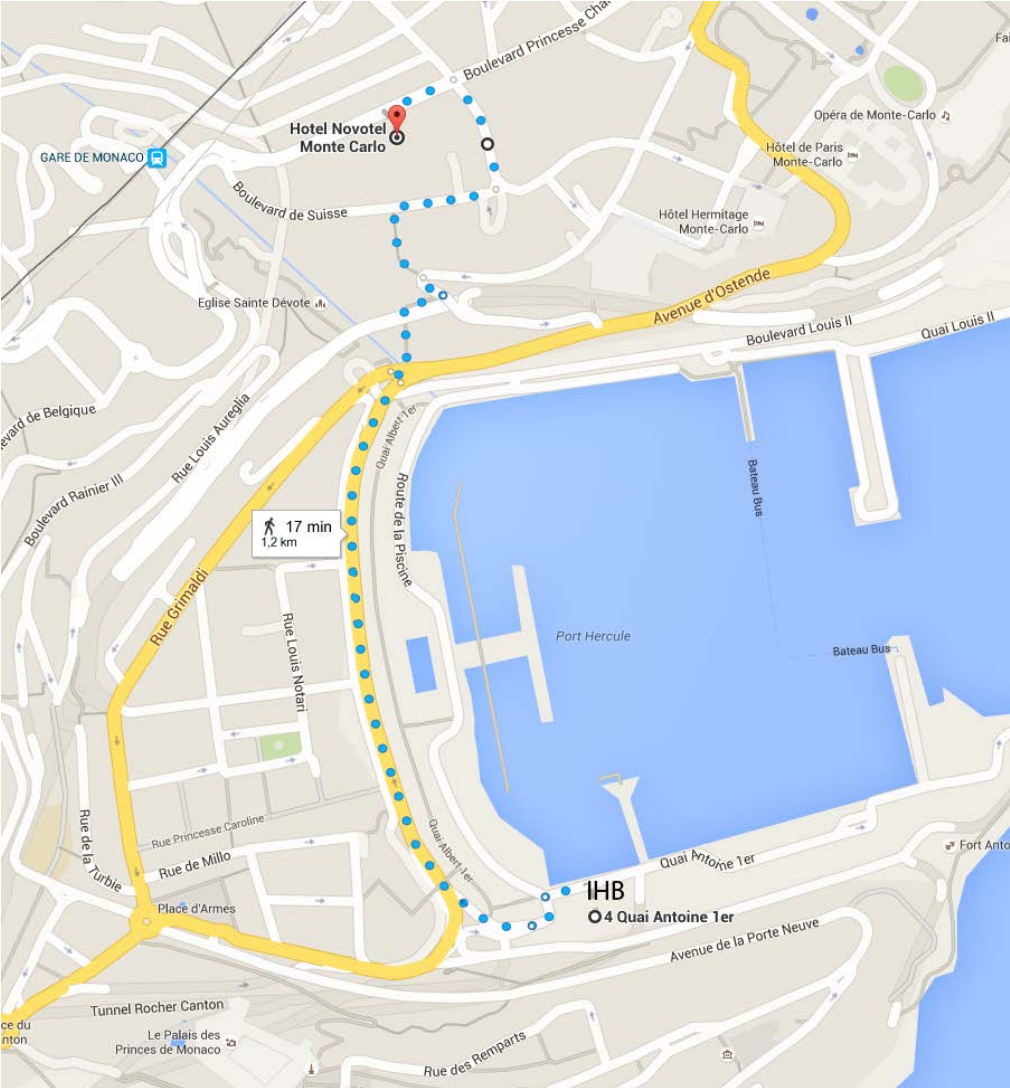 Boulevard Princesse Cha
Fai
Hotel Novotel
Monte Carlo
Opéra de Monte-Carlo
GARE DE MONACO
Hôtel de Paris
Monte-Carlo
Boulevard de Suisse
Hôtel Hermitage
Monte-Carlo
Eglise Sainte Dévote
Avenue d'Ostende
Boulevard Louis II
Quai Louis II
evard de Belgique
Rue Louis Aureglia
Quai Albert 1er
Boulevard Rainier III
Route de la Piscine
Bateau Bus
17 min
1,2 km
Rue Grimaldi
Rue Louis Notari
Port Hercule
Bateau Bus
Rue Princesse Caroline
Rue de la Turbie
Rue de Millo
Quai Albert 1er
Quai Antoine 1er
Fort Anto
IHB
4 Quai Antoine 1er
Place d'Armes
Avenue de la Porte Neuve
Tunnel Rocher Canton
ce du
nton
Le Palais des
Princes de Monaco
Rue des Remparts